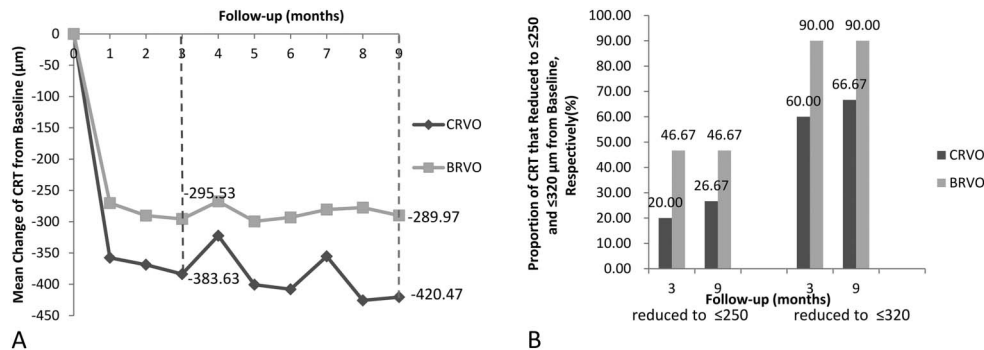 Follow-up (months)
0 1 2 3 4 5 6 7 8 9
0
-50
-100
-150
-200
-250
-300
-350
-400
-450
Mean Change of CRT from Baseline (µm)
-295.53
-289.97
-383.63
-420.47
CRVO
BRVO
A
100.00
90.00
80.00
70.00
60.00
50.00
40.00
30.00
20.00
10.00
0.00
Proportion of CRT that Reduced to ≤250
and ≤320 µm from Baseline,
Respectively(%)
90.00 90.00
60.00 66.67
46.67 46.67
20.00 26.67
CRVO
BRVO
3 9 3 9
Follow-up (months)
reduced to ≤250 reduced to ≤320
B